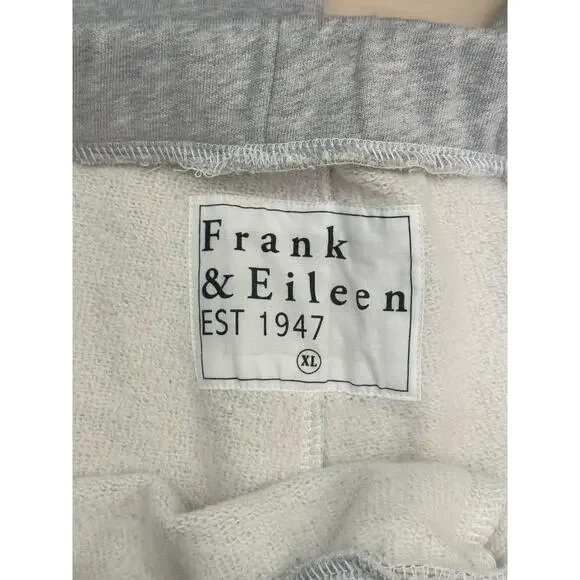 Frank
& Eileen
EST 1947
XL